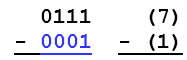 0111 (7)
- 0001 - (1)